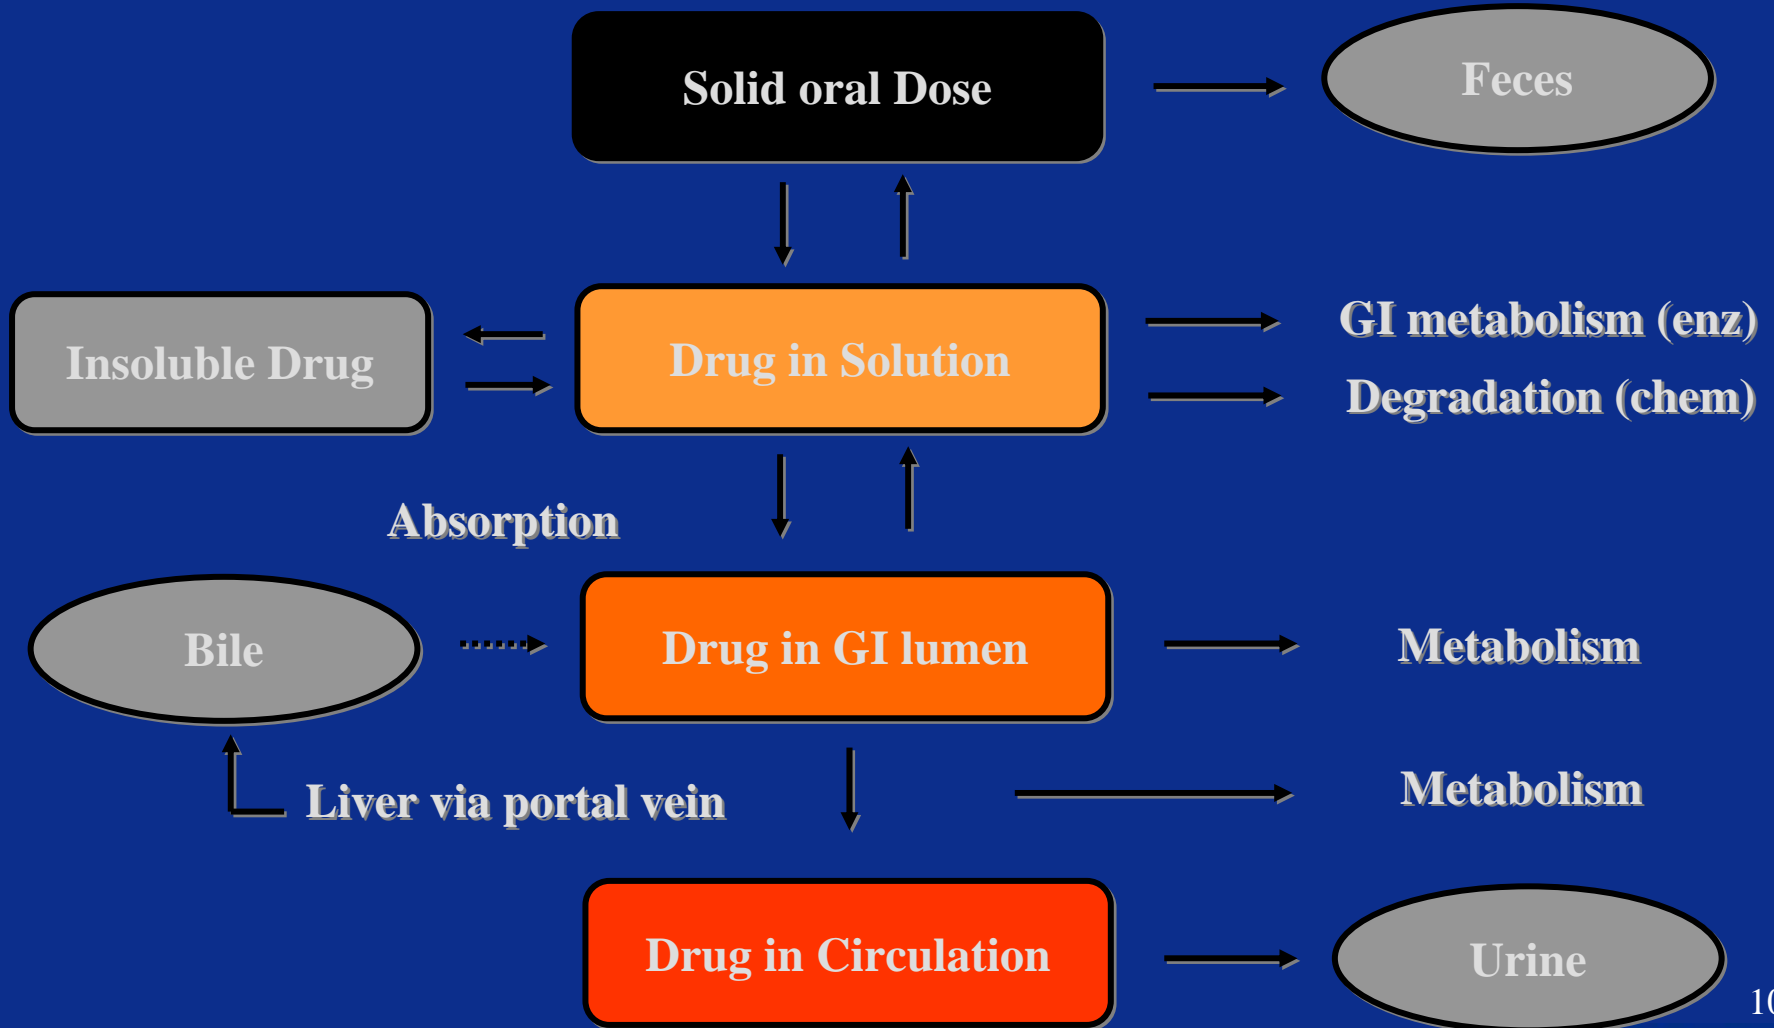 Solid oral Dose
Feces
Insoluble Drug
Drug in Solution
GI metabolism (enz)
Degradation (chem)
Absorption
Bile
Drug in GI lumen
Metabolism
Liver via portal vein
Metabolism
Drug in Circulation
Urine
10